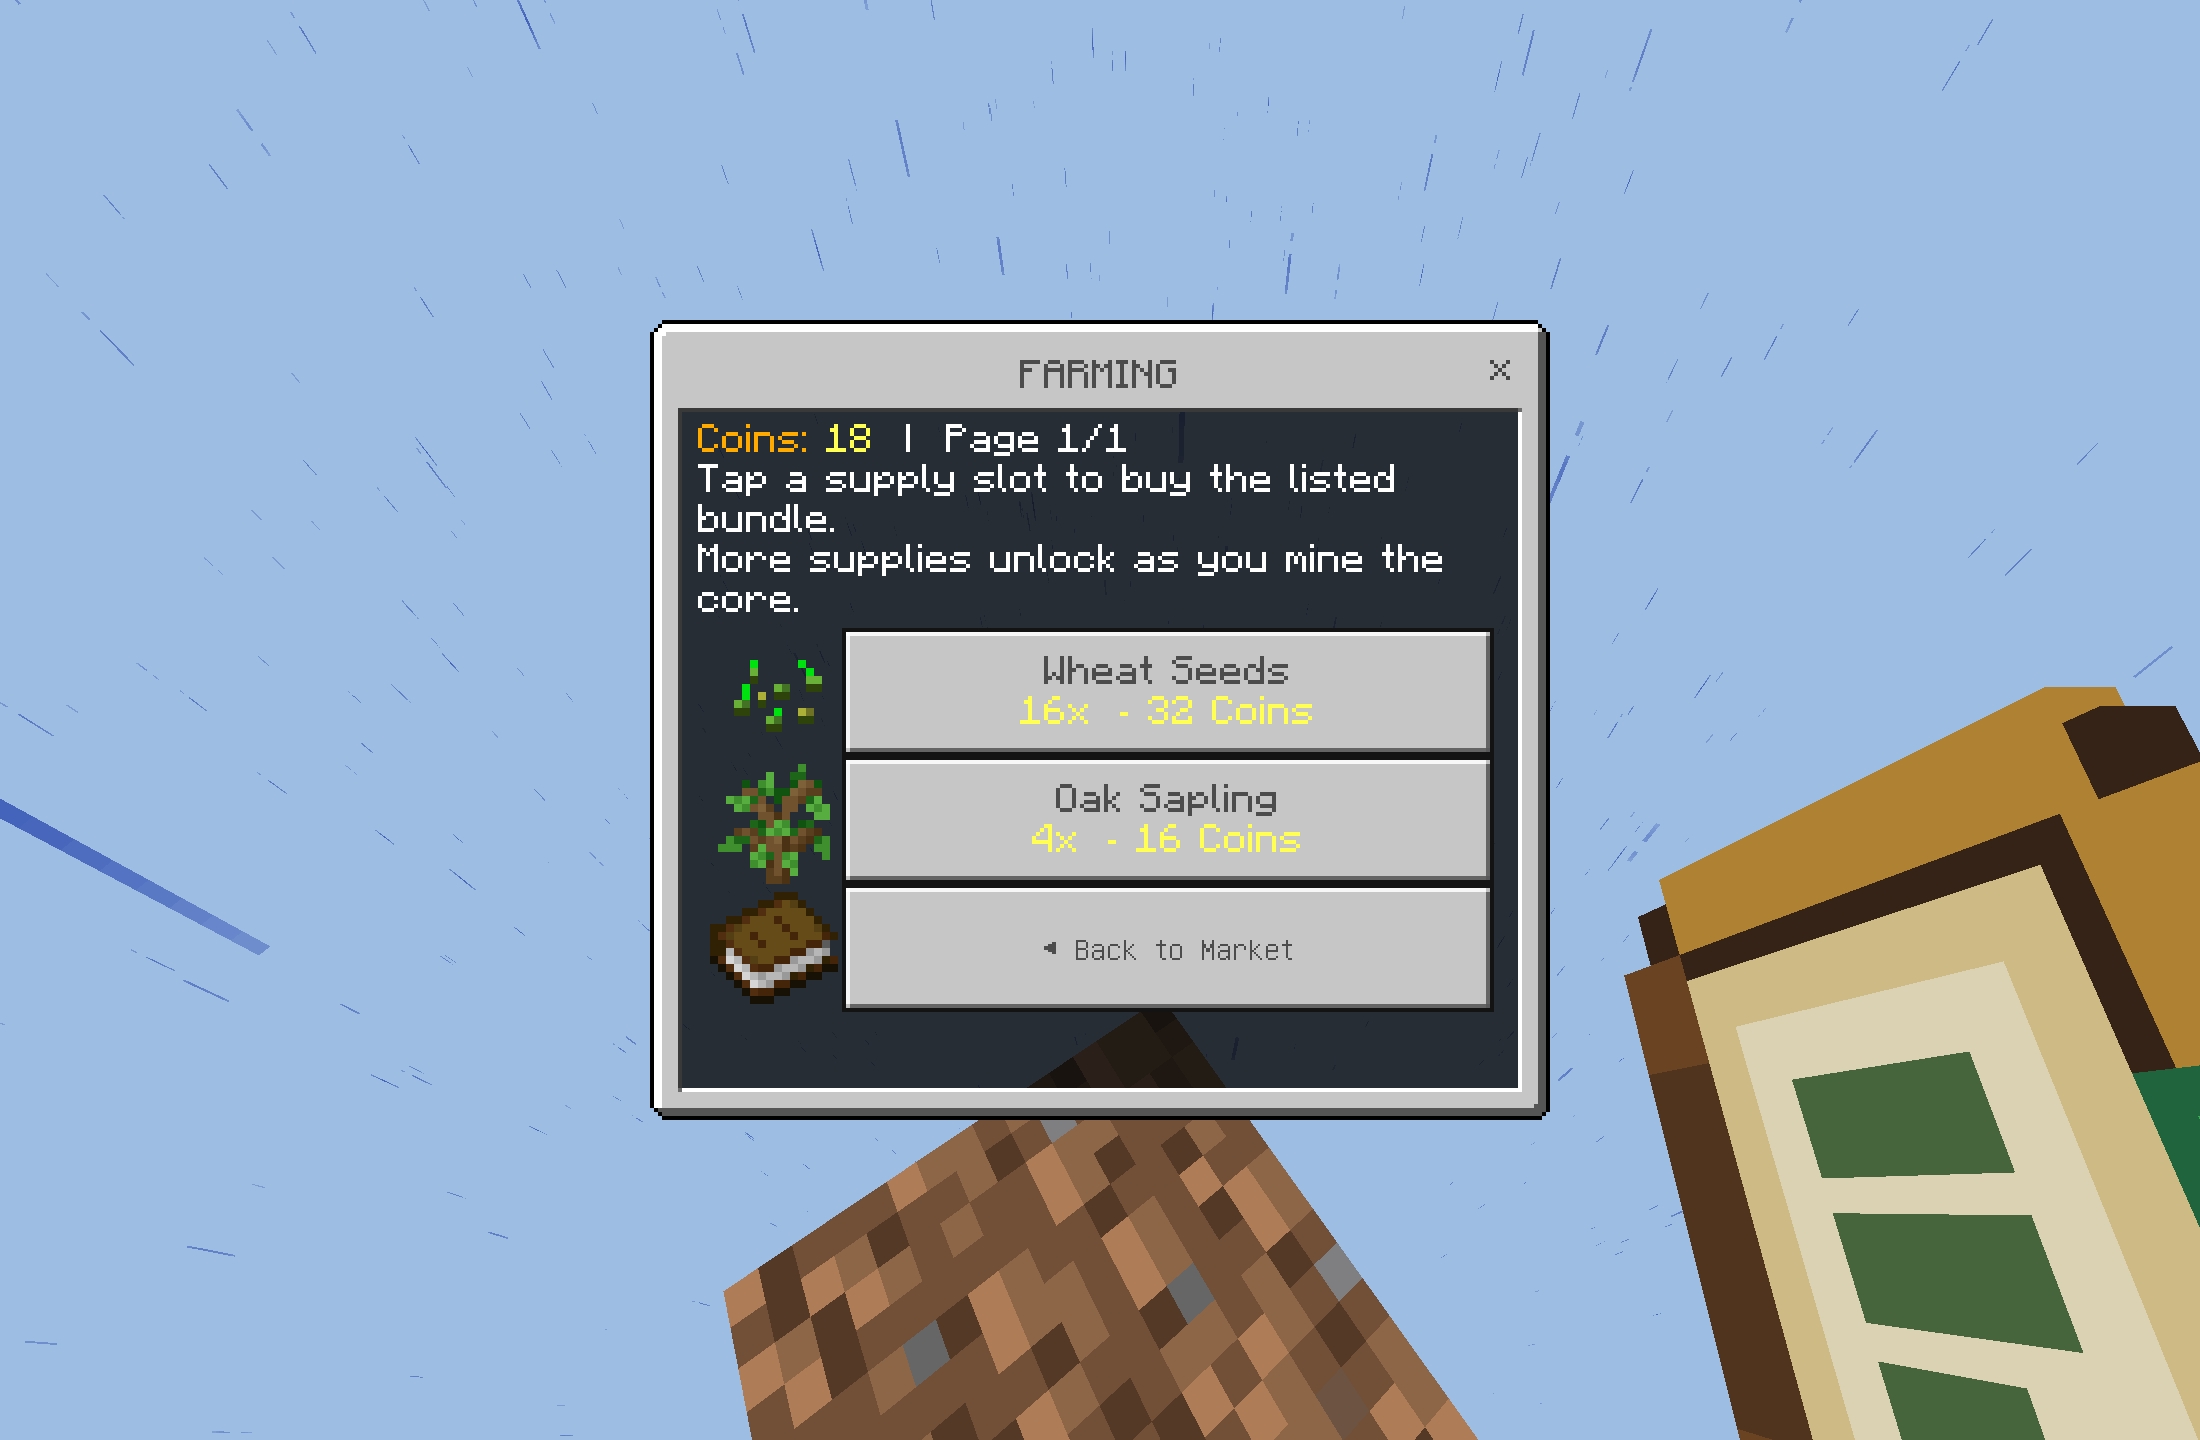 FARMING
Coins: 18 | Page 1/1
Tap a supply slot to buy the listed
bundle.
More supplies unlock as you mine the
core.
Wheat Seeds
16x - 32 Coins
Oak Sapling
4x - 16 Coins
Back to Market